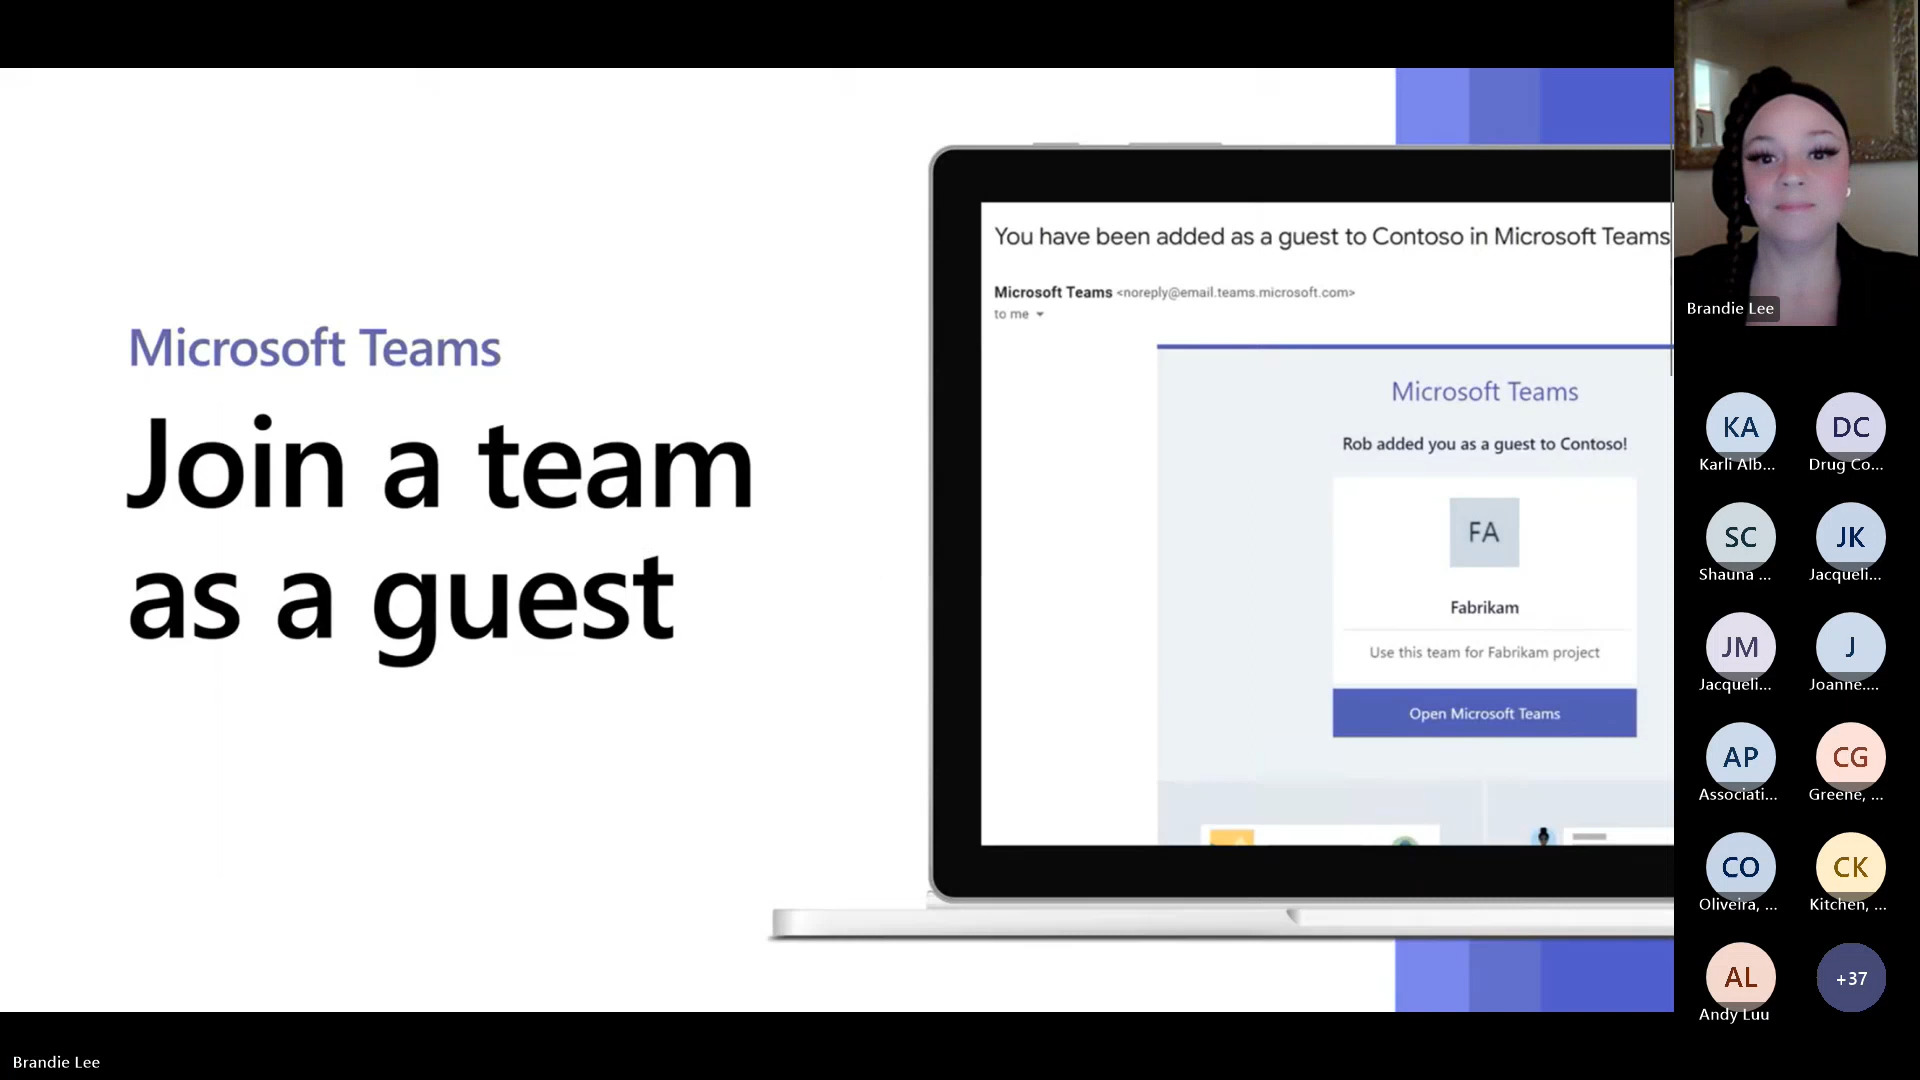 Microsoft Teams
Join a team
as a guest
You have been added as a guest to Contoso in Microsoft Teams
Microsoft Teams <noreply@email.teams.microsoft.com>
to me
Microsoft Teams
Rob added you as a guest to Contoso!
FA
Fabrikam
Use this team for Fabrikam project
Open Microsoft Teams
Brandie Lee
KA
DC
Karli Alb...
Drug Co...
SC
JK
Shauna ...
Jacqueli...
JM
J
Jacqueli...
Joanne....
AP
CG
Associati...
Greene, ...
CO
CK
Oliveira, ...
Kitchen, ...
AL
+37
Andy Luu
Brandie Lee